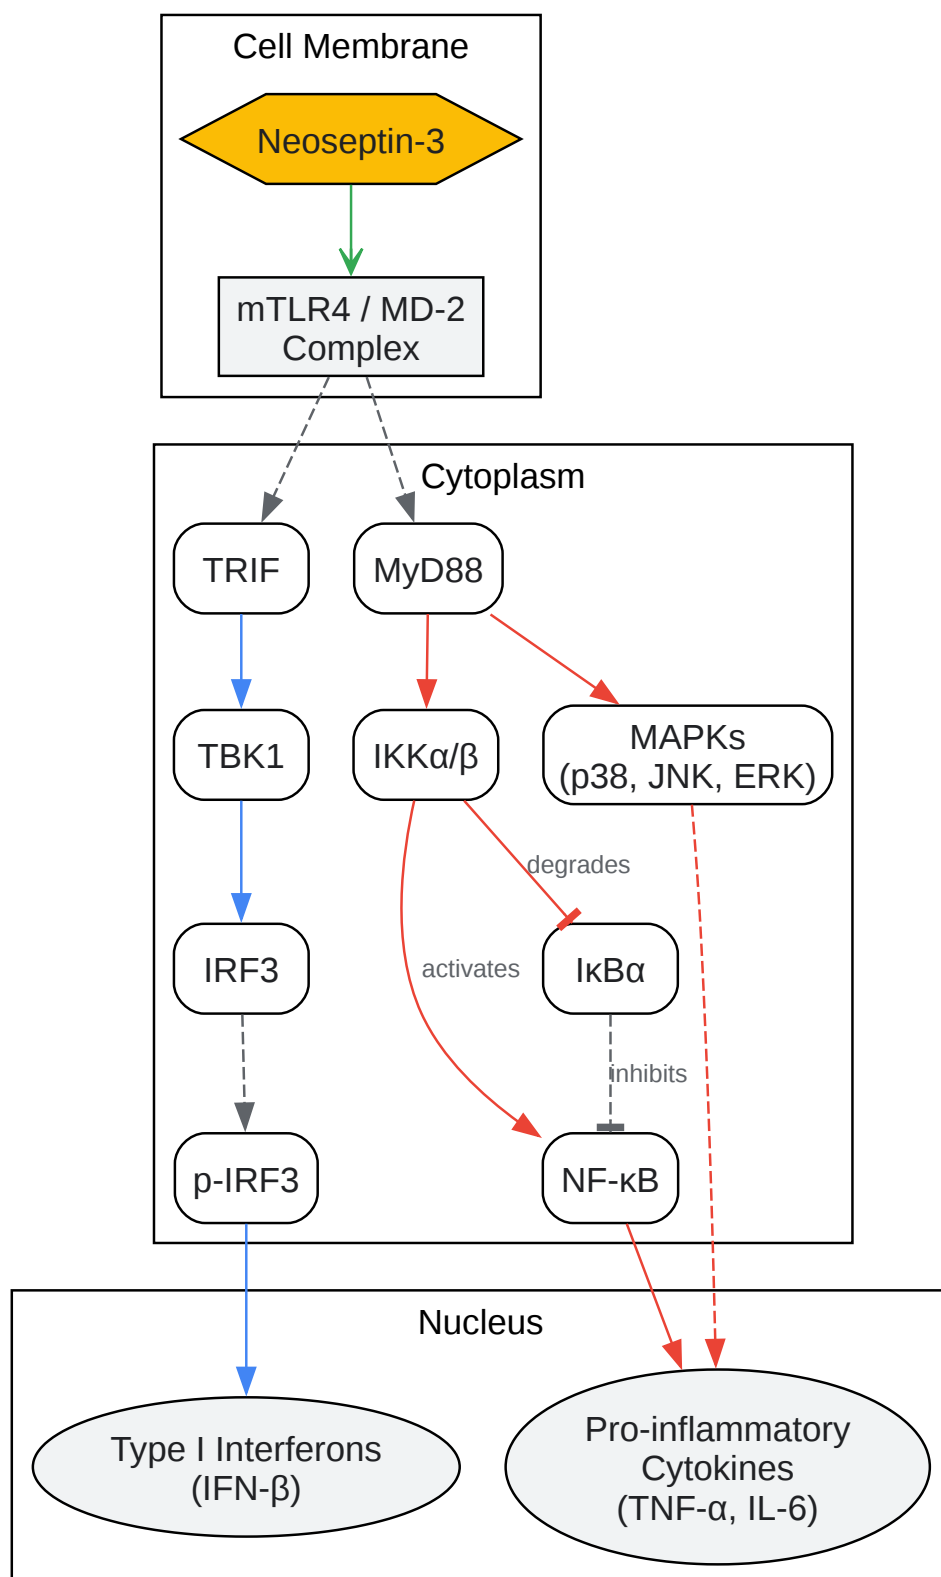 Cell Membrane
Neoseptin-3
mTLR4 / MD-2
Complex
Cytoplasm
TRIF
MyD88
TBK1
IKKα/β
MAPKs
(p38, JNK, ERK)
degrades
activates
IRF3
IκBα
inhibits
p-IRF3
NF-κB
Nucleus
Type I Interferons
(IFN-β)
Pro-inflammatory
Cytokines
(TNF-α, IL-6)